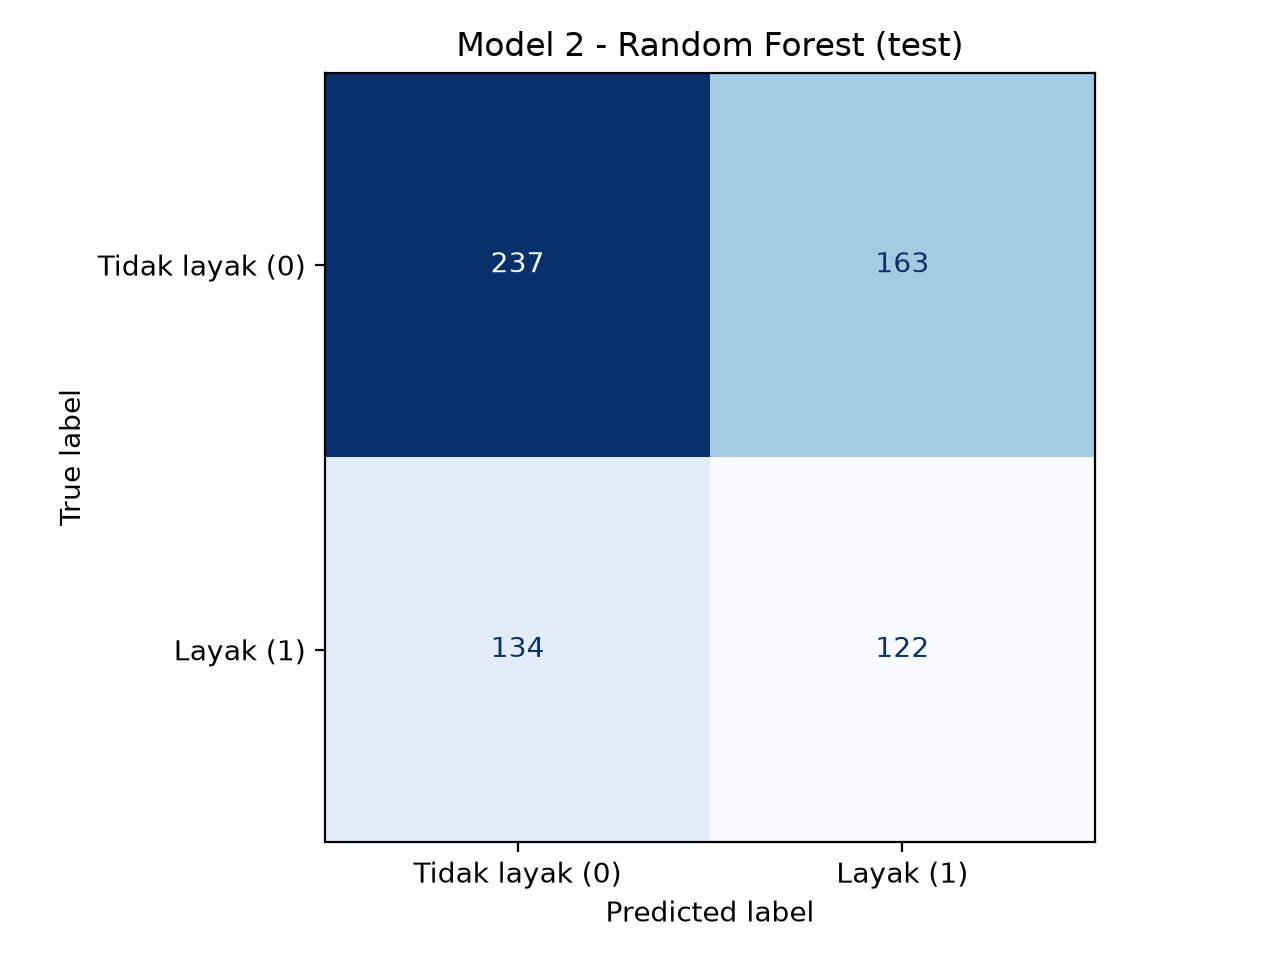 Model 2 - Random Forest (test)
Tidak layak (0)
237
163
True label
Layak (1)
134
122
Tidak layak (0)
Layak (1)
Predicted label